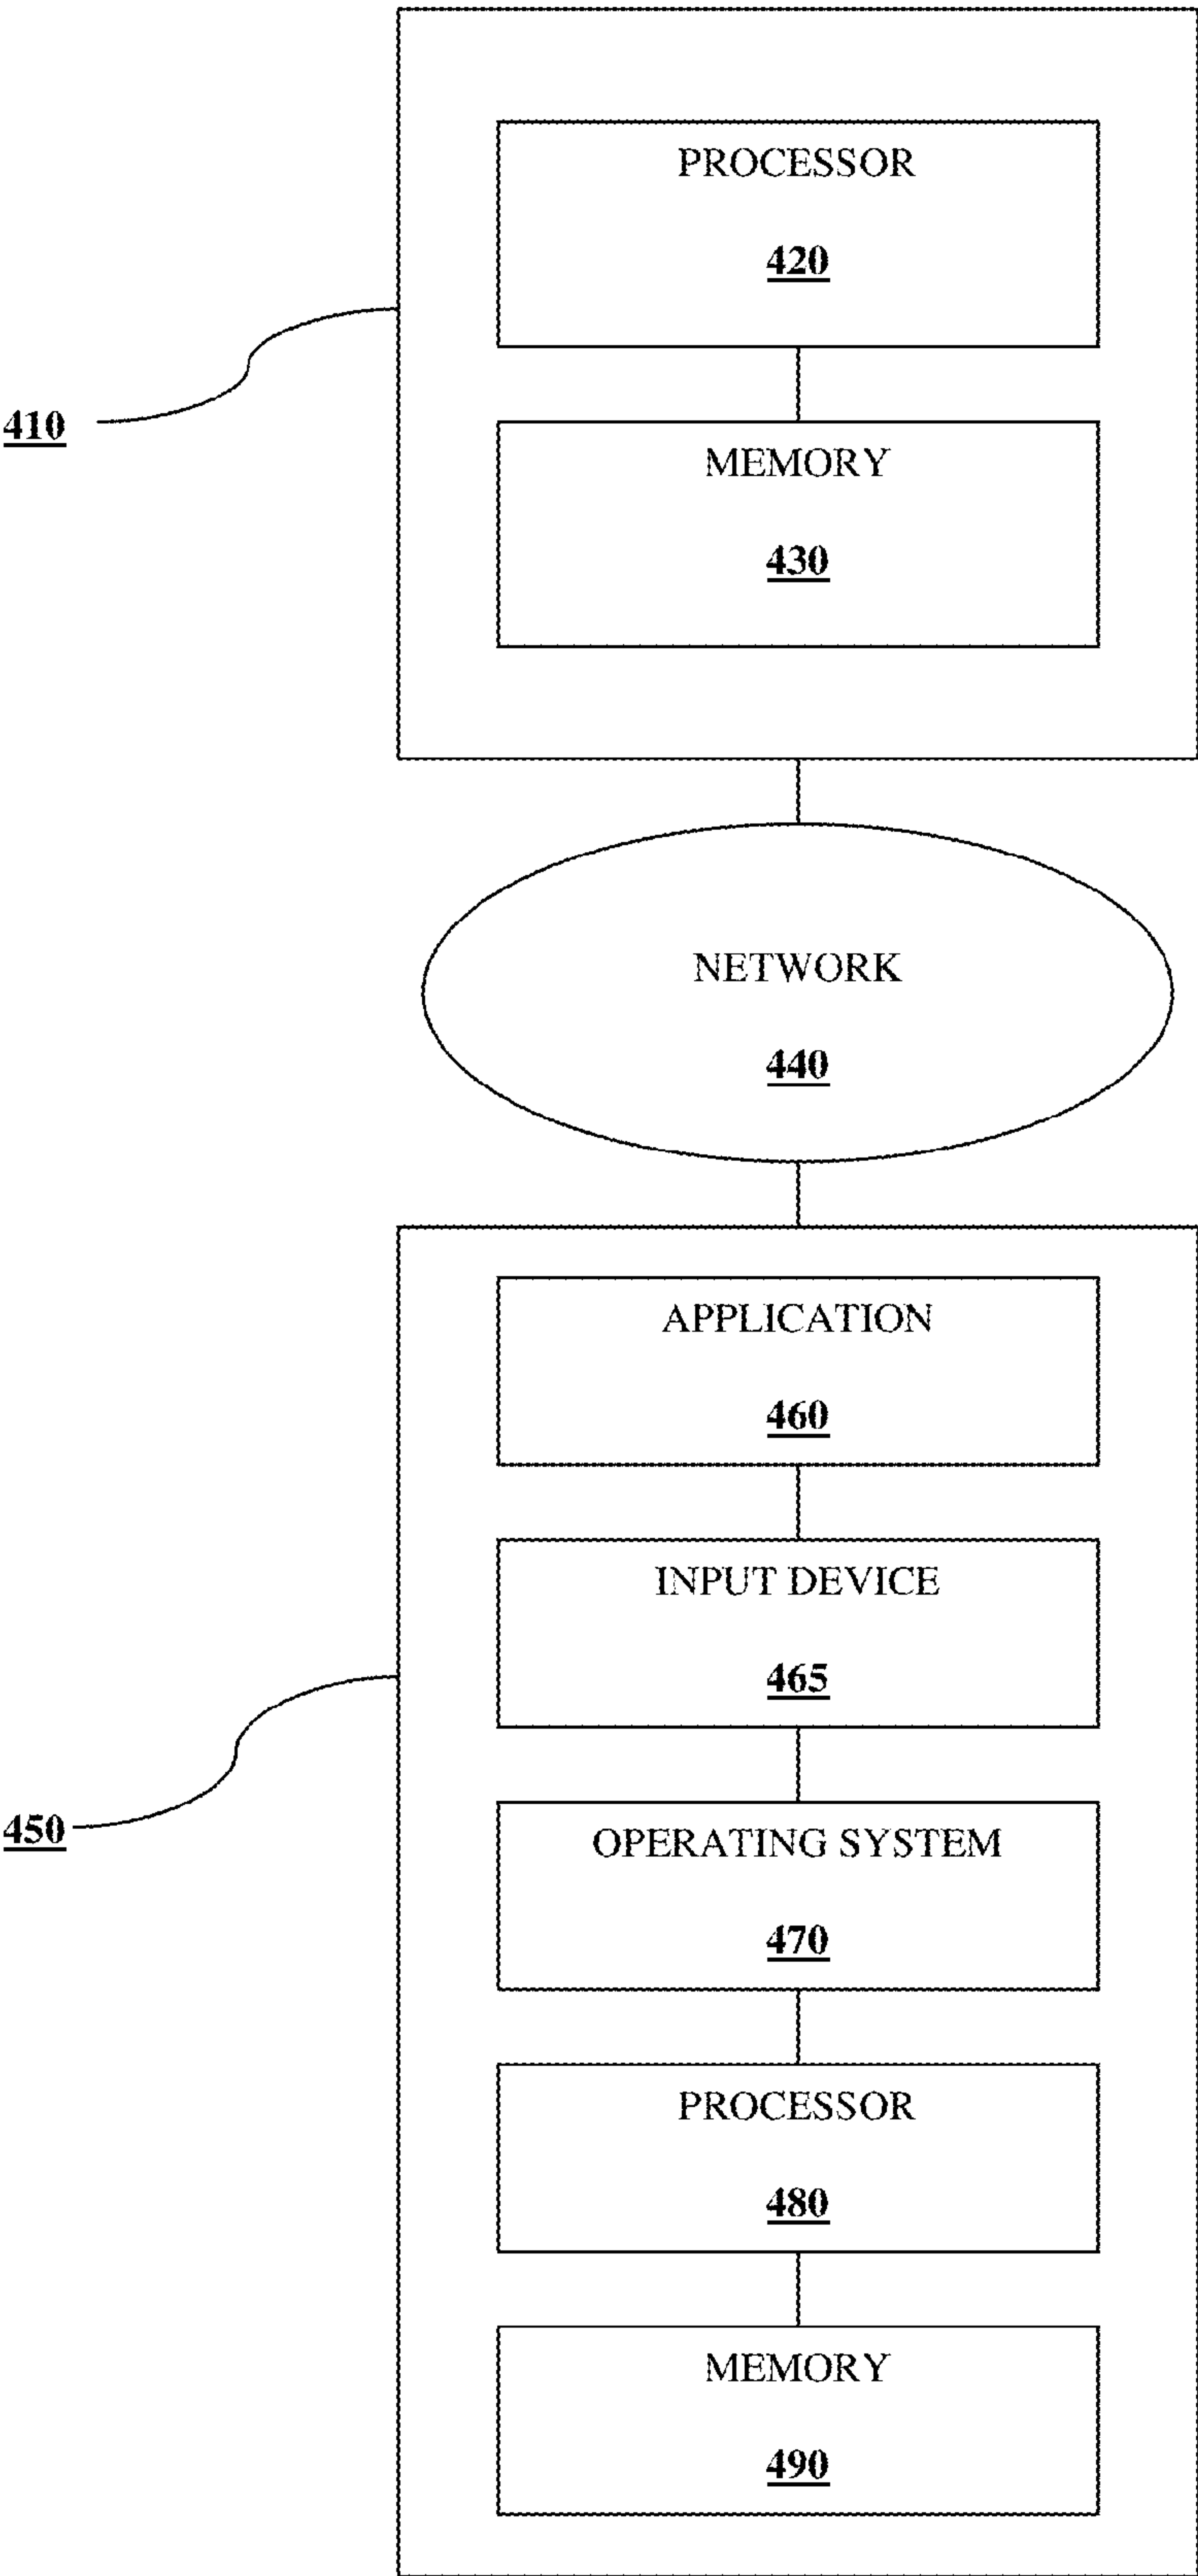 PROCESSOR
420
410
MEMORY
430
NETWORK
440
APPLICATION
460
INPUT DEVICE
465
450
OPERATING SYSTEM
470
PROCESSOR
480
MEMORY
490